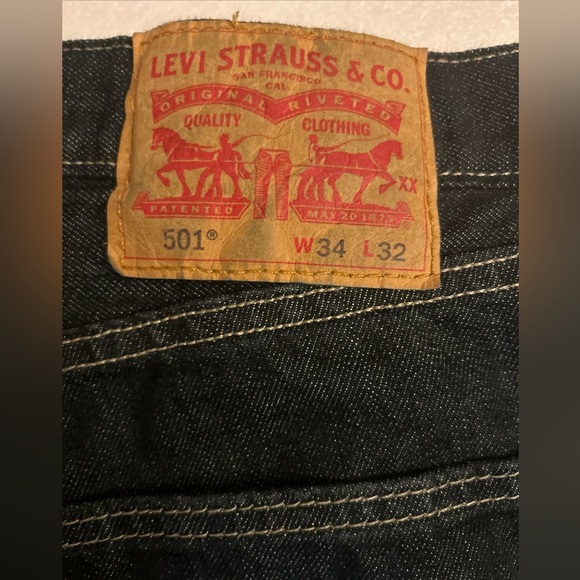 LEVI STRAUSS & CO.
SAN FRANCISCO
CAL.
ORIGINAL RIVETED
QUALITY CLOTHING
XX
PATENTED MAY 20 1873
501® W34 L32